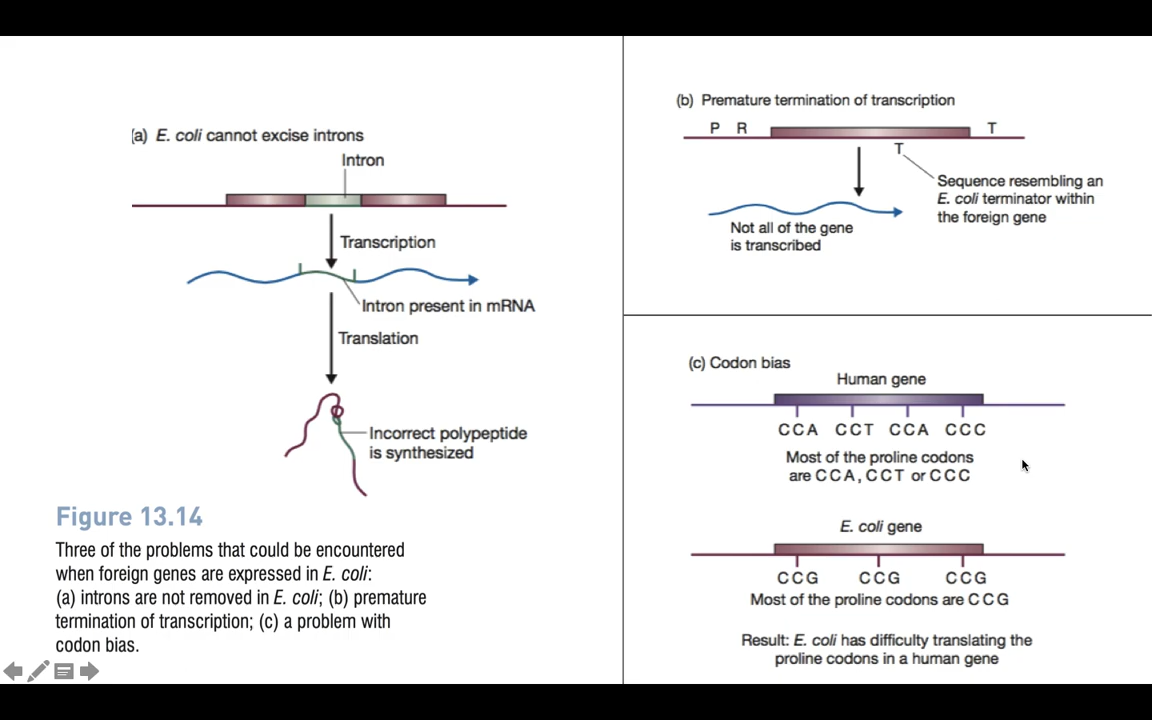 (a) E. coli cannot excise introns
Intron
Transcription
Intron present in mRNA
Translation
Incorrect polypeptide
is synthesized
Figure 13.14
Three of the problems that could be encountered
when foreign genes are expressed in E. coli:
(a) introns are not removed in E. coli; (b) premature
termination of transcription; (c) a problem with
codon bias.
(b) Premature termination of transcription
P R T
T
Sequence resembling an
E. coli terminator within
the foreign gene
Not all of the gene
is transcribed
(c) Codon bias
Human gene
CCA CCT CCA CCC
Most of the proline codons
are CCA, CCT or CCC
E. coli gene
CCG CCG CCG
Most of the proline codons are CCG
Result: E. coli has difficulty translating the
proline codons in a human gene